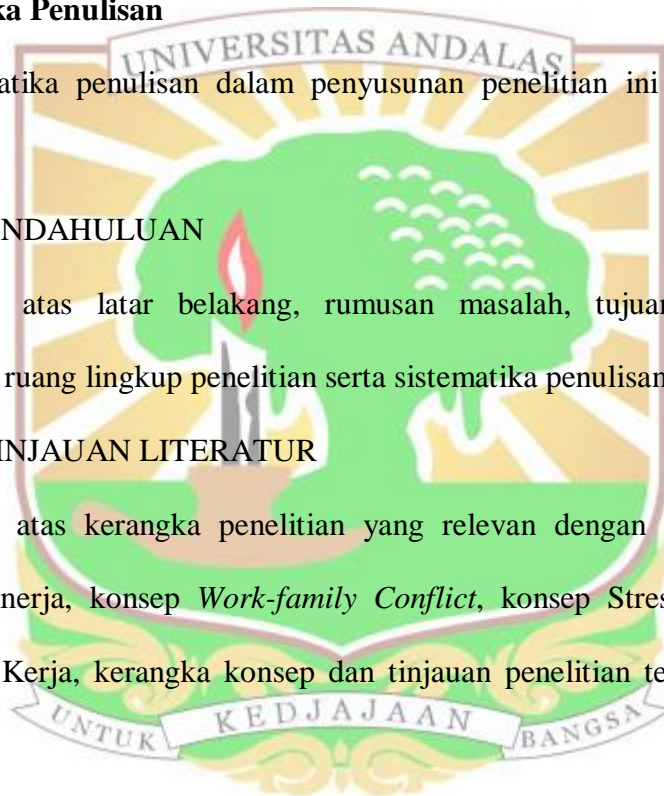 ka Penulisan
UNIVERSITAS ANDALAS
atika penulisan dalam penyusunan penelitian ini
NDAHULUAN
atas latar belakang, rumusan masalah, tujuan
ruang lingkup penelitian serta sistematika penulisan
INJAUAN LITERATUR
atas kerangka penelitian yang relevan dengan
nerja, konsep Work-family Conflict, konsep Stres
Kerja, kerangka konsep dan tinjauan penelitian te
UNTUK KEDJAJAAN BANGSA